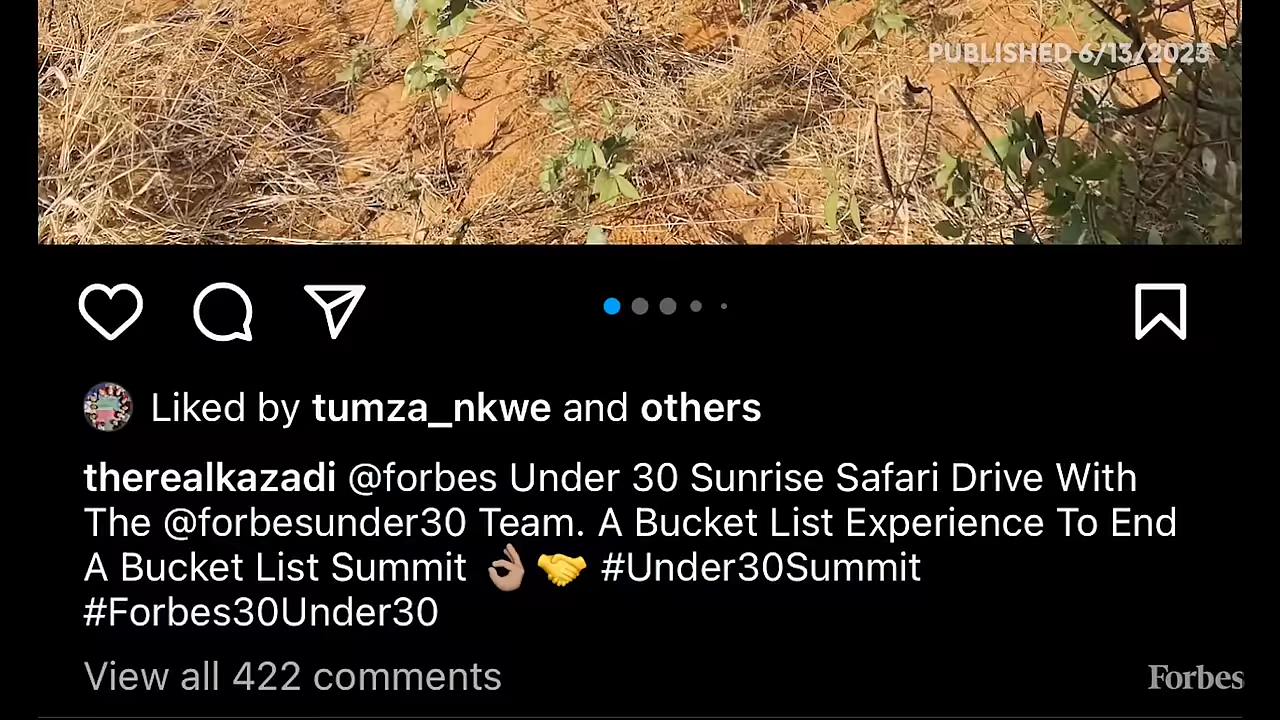 PUBLISHED 6/13/2023
Liked by tumza_nkwe and others
therealkazadi @forbes Under 30 Sunrise Safari Drive With
The @forbesunder30 Team. A Bucket List Experience To End
A Bucket List Summit 👌🏽🤝 #Under30Summit
#Forbes30Under30
View all 422 comments
Forbes